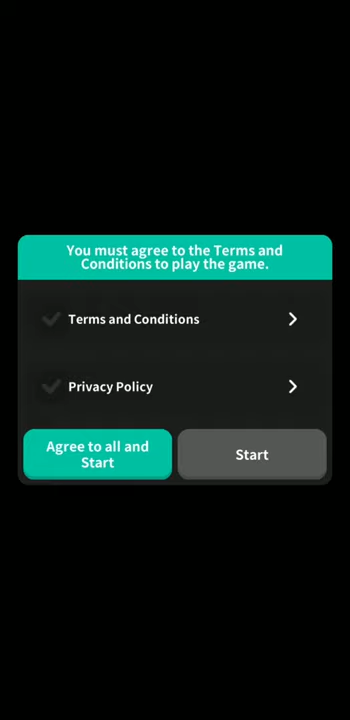 You must agree to the Terms and
Conditions to play the game.
Terms and Conditions
Privacy Policy
Agree to all and
Start
Start